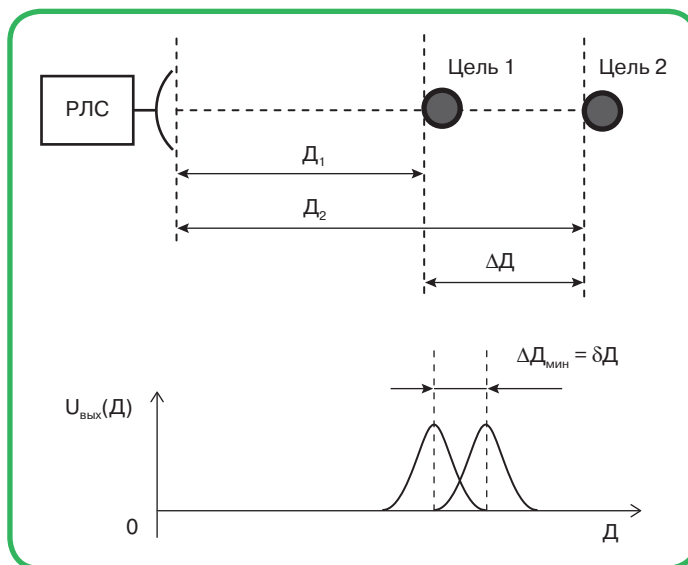 Цель 1
Цель 2
РЛС
Д₁
Д₂
ΔД
ΔДмин = δД
Uвых(Д)
0
Д